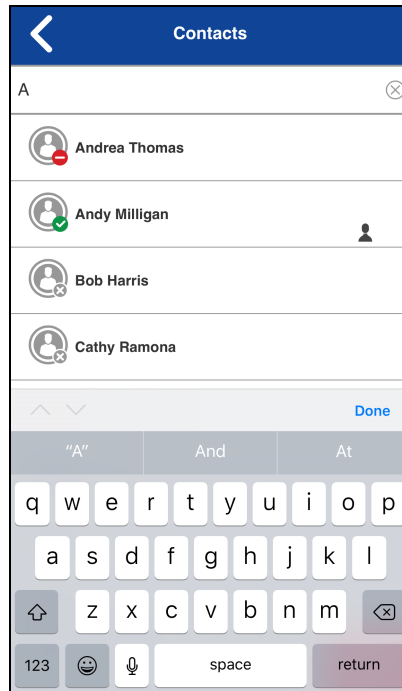 Contacts
A
Andrea Thomas
Andy Milligan
Bob Harris
Cathy Ramona
Done
“A” And At
q w e r t y u i o p
a s d f g h j k l
z x c v b n m
123 space return